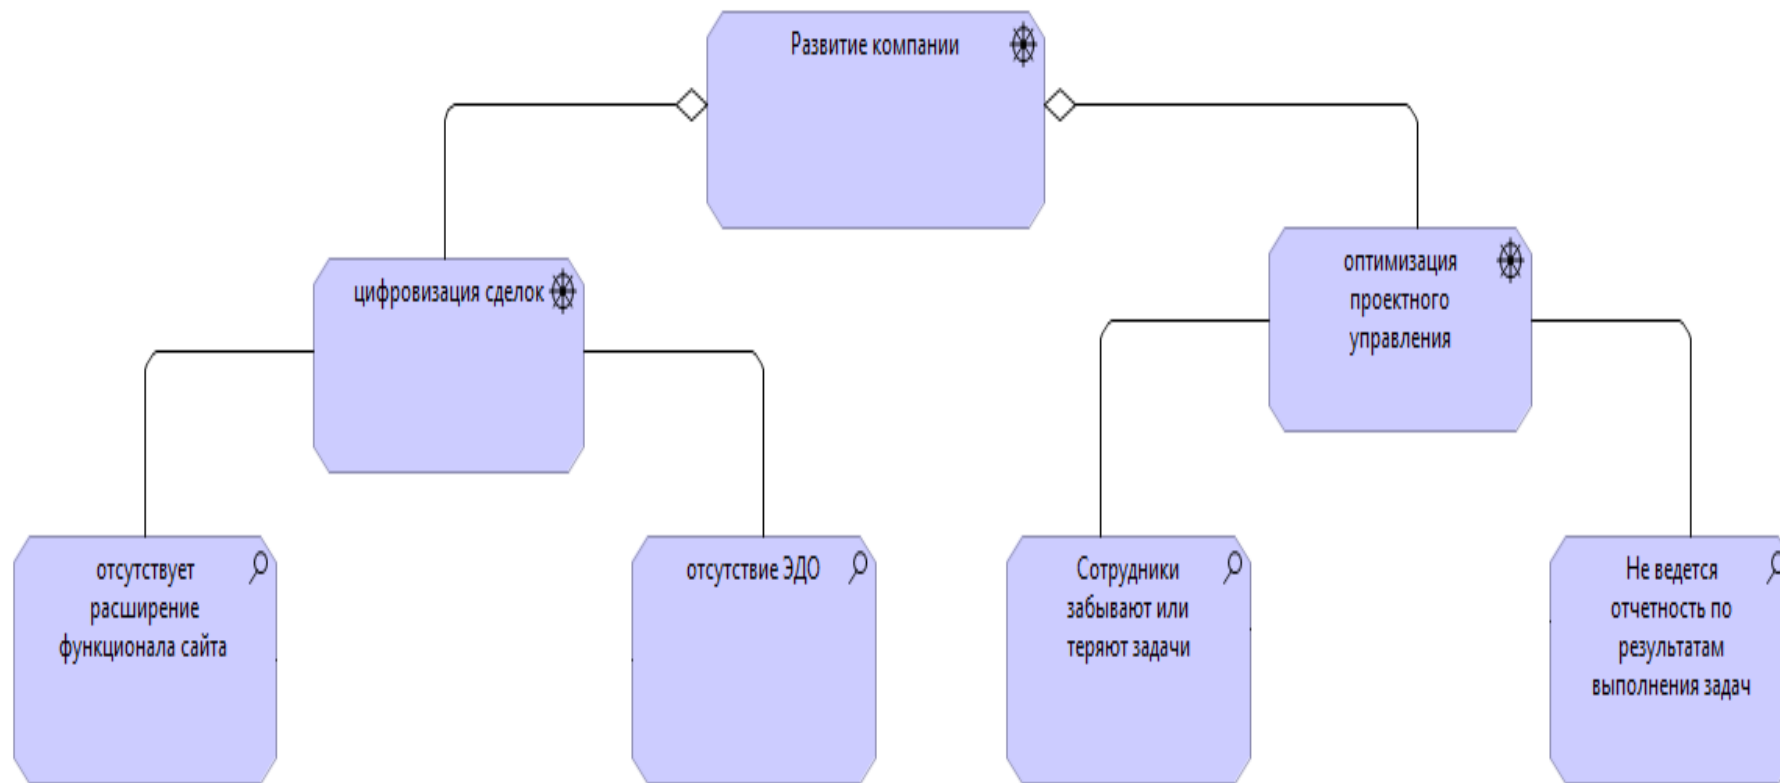 Развитие компании
цифровизация сделок
оптимизация
проектного
управления
отсутствует
расширение
функционала сайта
отсутствие ЭДО
Сотрудники
забывают или
теряют задачи
Не ведется
отчетность по
результатам
выполнения задач